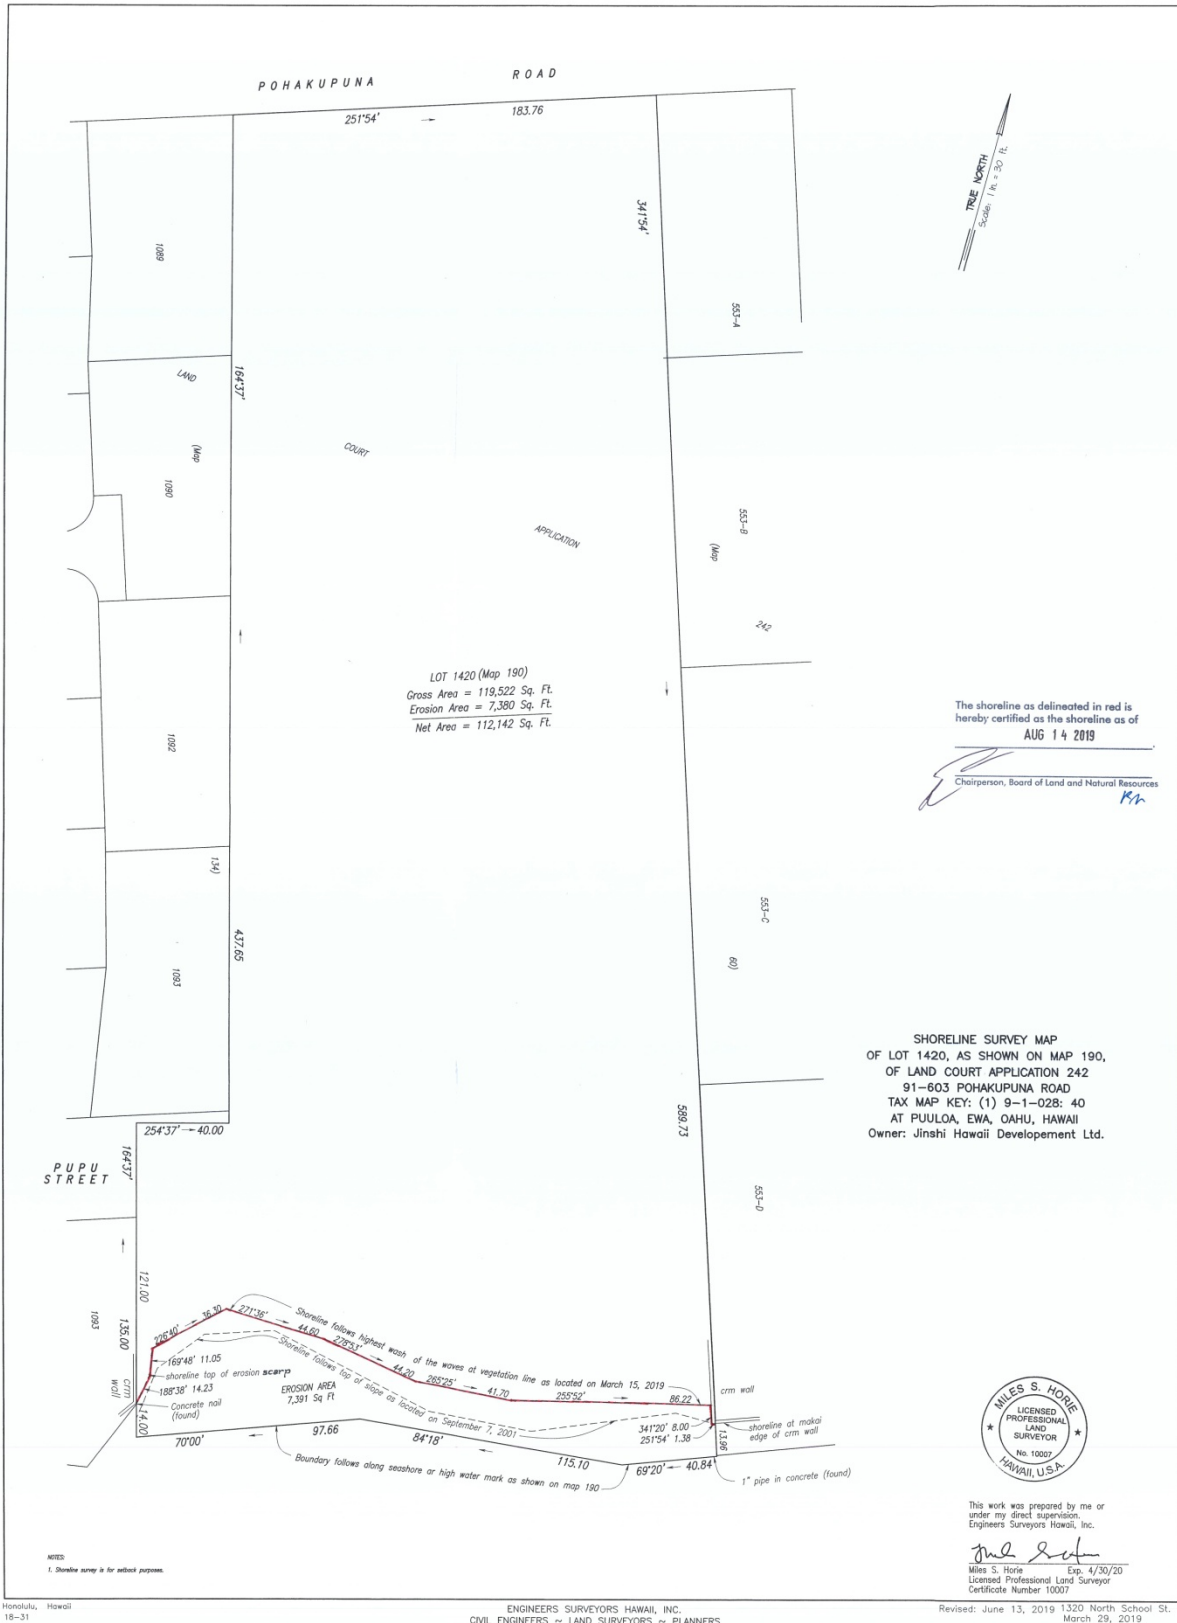 POHAKUPUNA ROAD
251°54' 183.76
TRUE NORTH
Scale: 1 in. = 30 ft.
341°54'
1089
553-A
LAND
164°37'
(Map
1090
COURT
APPLICATION
553-B
(Map
242
LOT 1420 (Map 190)
Gross Area = 119,522 Sq. Ft.
Erosion Area = 7,380 Sq. Ft.
Net Area = 112,142 Sq. Ft.
The shoreline as delineated in red is
hereby certified as the shoreline as of
AUG 14 2019
Chairperson, Board of Land and Natural Resources
1092
134)
553-C
60)
437.65
1093
SHORELINE SURVEY MAP
OF LOT 1420, AS SHOWN ON MAP 190,
OF LAND COURT APPLICATION 242
91-603 POHAKUPUNA ROAD
TAX MAP KEY: (1) 9-1-028: 40
AT PUULOA, EWA, OAHU, HAWAII
Owner: Jinshi Hawaii Developement Ltd.
589.73
254°37' 40.00
164°37'
PUPU
STREET
553-D
121.00
135.00
1093
crm
wall
14.00
226°40' 36.30
271°36' 44.60
278°53' 44.20
265°25' 41.70
255°52' 86.22
Shoreline follows highest wash of the waves at vegetation line as located on March 15, 2019
Shoreline follows top of slope as located on September 7, 2001
169°48' 11.05
shoreline top of erosion scarp
188°38' 14.23
Concrete nail
(found)
EROSION AREA
7,391 Sq Ft
crm wall
341°20' 8.00
251°54' 1.38
13.96
shoreline at makai
edge of crm wall
70°00' 97.66
84°18' 115.10
69°20' 40.84
Boundary follows along seashore ar high water mark as shown on map 190
1" pipe in concrete (found)
MILES S. HORIE
LICENSED
PROFESSIONAL
LAND
SURVEYOR
No. 10007
HAWAII, U.S.A.
This work was prepared by me or
under my direct supervision.
Engineers Surveyors Hawaii, Inc.
Miles S. Horie Exp. 4/30/20
Licensed Professional Land Surveyor
Certificate Number 10007
NOTES:
1. Shoreline survey is for setback purposes.
Honolulu, Hawaii
18-31
ENGINEERS SURVEYORS HAWAII, INC.
CIVIL ENGINEERS ~ LAND SURVEYORS ~ PLANNERS
Revised: June 13, 2019 1320 North School St.
March 29, 2019